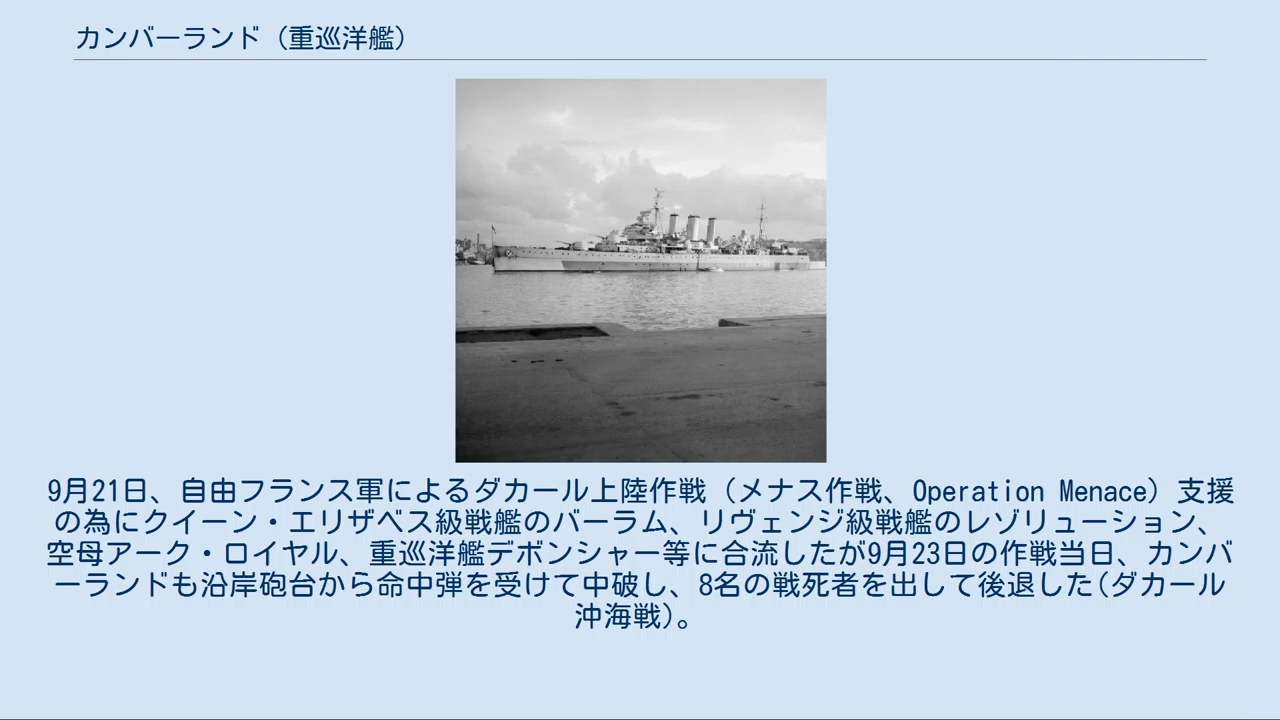 カンバーランド (重巡洋艦)
9月21日、自由フランス軍によるダカール上陸作戦（メナス作戦、Operation Menace）支援
の為にクイーン・エリザベス級戦艦のバーラム、リヴェンジ級戦艦のレゾリューション、
空母アーク・ロイヤル、重巡洋艦デボンシャー等に合流したが9月23日の作戦当日、カンバ
ーランドも沿岸砲台から命中弾を受けて中破し、8名の戦死者を出して後退した(ダカール
沖海戦)。